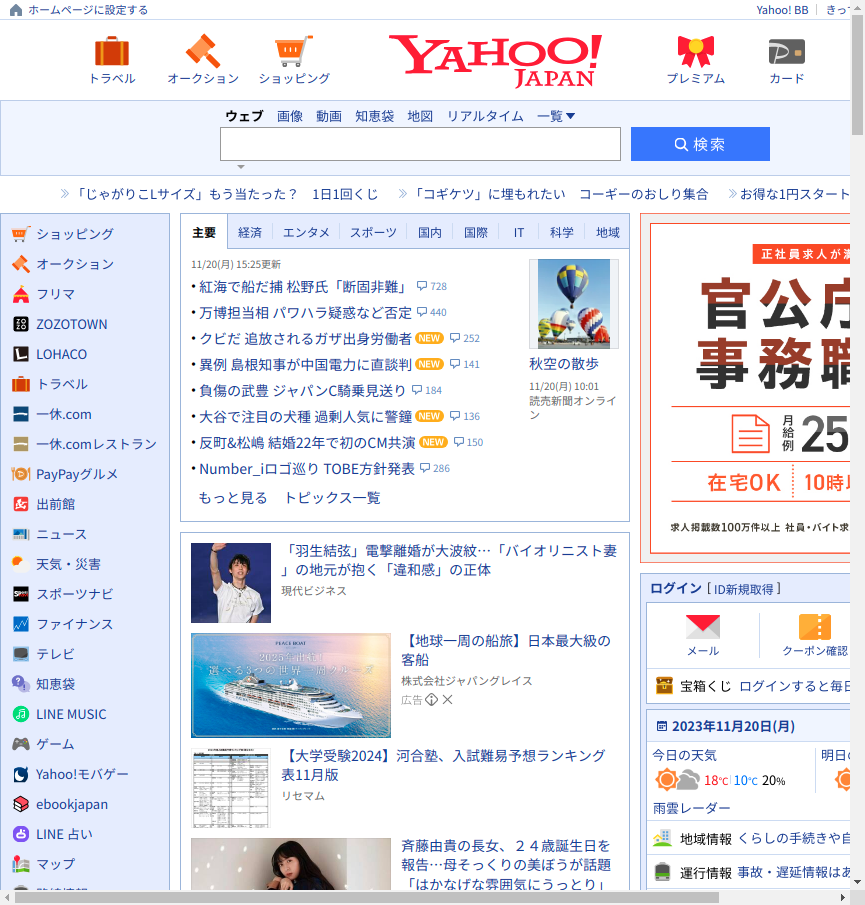 ホームページに設定する
Yahoo! BB
トラベル
オークション
ショッピング
YAHOO!
JAPAN
プレミアム
カード
ウェブ 画像 動画 知恵袋 地図 リアルタイム 一覧▼
検索
「じゃがりこLサイズ」もう当たった？ 1日1回くじ
「コギケツ」に埋もれたい コーギーのおしり集合
お得な1円スタート
ショッピング
オークション
フリマ
ZOZOTOWN
LOHACO
トラベル
一休.com
一休.comレストラン
PayPayグルメ
出前館
ニュース
天気・災害
スポーツナビ
ファイナンス
テレビ
知恵袋
LINE MUSIC
ゲーム
Yahoo!モバゲー
ebookjapan
LINE 占い
マップ
主要 経済 エンタメ スポーツ 国内 国際 IT 科学 地域
11/20(月) 15:25更新
・紅海で船だ捕 松野氏「断固非難」 728
・万博担当相 パワハラ疑惑など否定 440
・クビだ 追放されるガザ出身労働者 NEW 252
・異例 島根知事が中国電力に直談判 NEW 141
・負傷の武豊 ジャパンC騎乗見送り 184
・大谷で注目の犬種 過剰人気に警鐘 NEW 136
・反町&松嶋 結婚22年で初のCM共演 NEW 150
・Number_iロゴ巡り TOBE方針発表 286
もっと見る トピックス一覧
秋空の散歩
11/20(月) 10:01
読売新聞オンライ
ン
「羽生結弦」電撃離婚が大波紋…「バイオリニスト妻
」の地元が抱く「違和感」の正体
現代ビジネス
PEACE BOAT
2025年出航！
選べる3つの世界一周クルーズ
【地球一周の船旅】日本最大級の
客船
株式会社ジャパングレイス
広告
【大学受験2024】河合塾、入試難易予想ランキング
表11月版
リセマム
斉藤由貴の長女、２４歳誕生日を
報告…母そっくりの美ぼうが話題
「はかなげな雰囲気にうっとり」
正社員求人が
官公庁
事務職
月給例
25
在宅OK
10時
求人掲載数100万件以上 社員・バイト求
ログイン [ ID新規取得 ]
メール
クーポン確認
宝箱くじ ログインすると毎日
2023年11月20日(月)
今日の天気
明日の
18℃ 10℃ 20%
雨雲レーダー
地域情報 くらしの手続きや自
運行情報 事故・遅延情報はあ